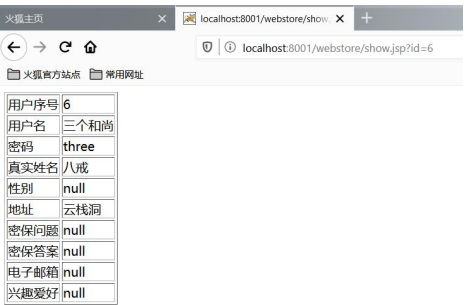 火狐主页
localhost:8001/webstore/show.
localhost:8001/webstore/show.jsp?id=6
火狐官方站点 常用网址
用户序号 6
用户名 三个和尚
密码 three
真实姓名 八戒
性别 null
地址 云栈洞
密保问题 null
密保答案 null
电子邮箱 null
兴趣爱好 null